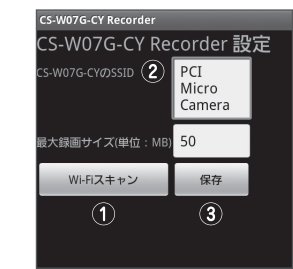 CS-W07G-CY Recorder
CS-W07G-CY Recorder 設定
CS-W07G-CYのSSID ② PCI
Micro
Camera
最大録画サイズ(単位：MB) 50
Wi-Fiスキャン 保存
① ③